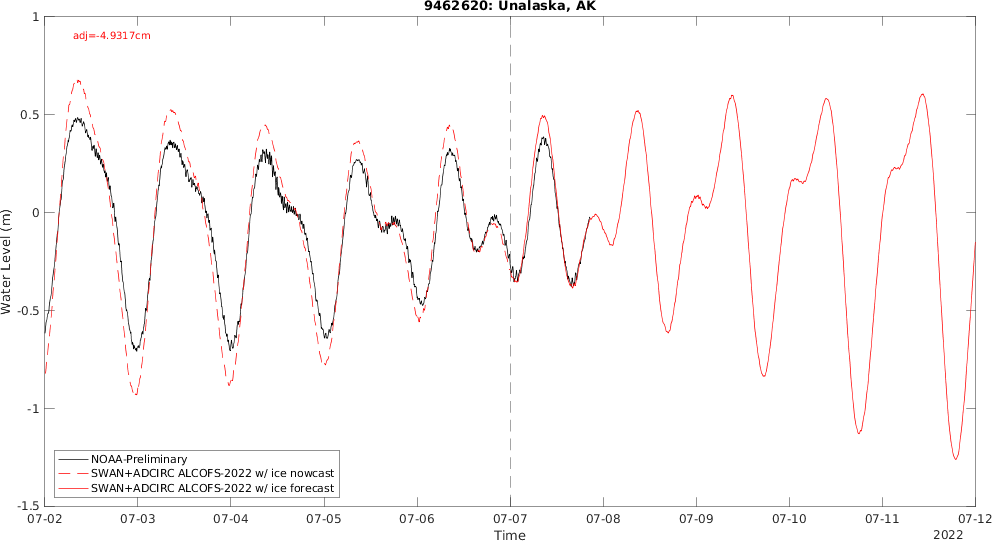 9462620: Unalaska, AK
adj=-4.9317cm
1
0.5
0
-0.5
-1
-1.5
Water Level (m)
NOAA-Preliminary
SWAN+ADCIRC ALCOFS-2022 w/ ice nowcast
SWAN+ADCIRC ALCOFS-2022 w/ ice forecast
07-02 07-03 07-04 07-05 07-06 07-07 07-08 07-09 07-10 07-11 07-12
Time
2022